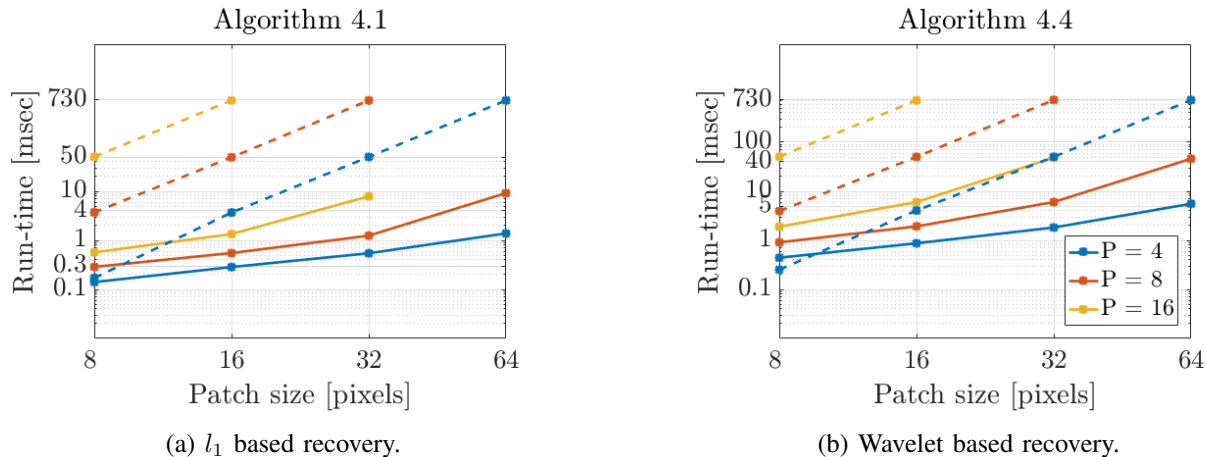 Algorithm 4.1
Run-time [msec]
730
50
10
4
1
0.3
0.1
8 16 32 64
Patch size [pixels]
(a) l₁ based recovery.
Algorithm 4.4
Run-time [msec]
730
100
40
10
5
1
0.1
P = 4
P = 8
P = 16
8 16 32 64
Patch size [pixels]
(b) Wavelet based recovery.